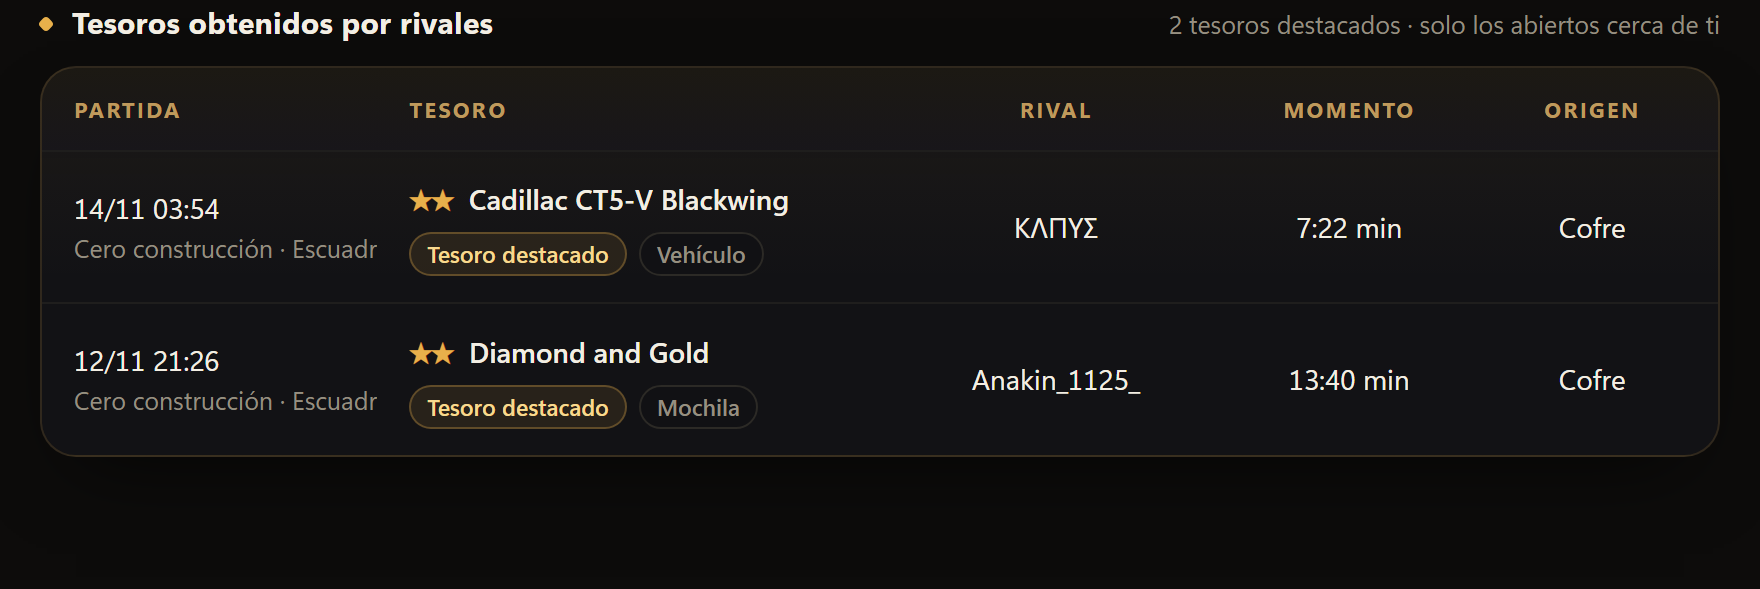 Tesoros obtenidos por rivales
2 tesoros destacados · solo los abiertos cerca de ti
PARTIDA TESORO RIVAL MOMENTO ORIGEN
14/11 03:54
Cero construcción · Escuadr
★★ Cadillac CT5-V Blackwing
Tesoro destacado Vehículo
ΚΛΠΥΣ
7:22 min
Cofre
12/11 21:26
Cero construcción · Escuadr
★★ Diamond and Gold
Tesoro destacado Mochila
Anakin_1125_
13:40 min
Cofre